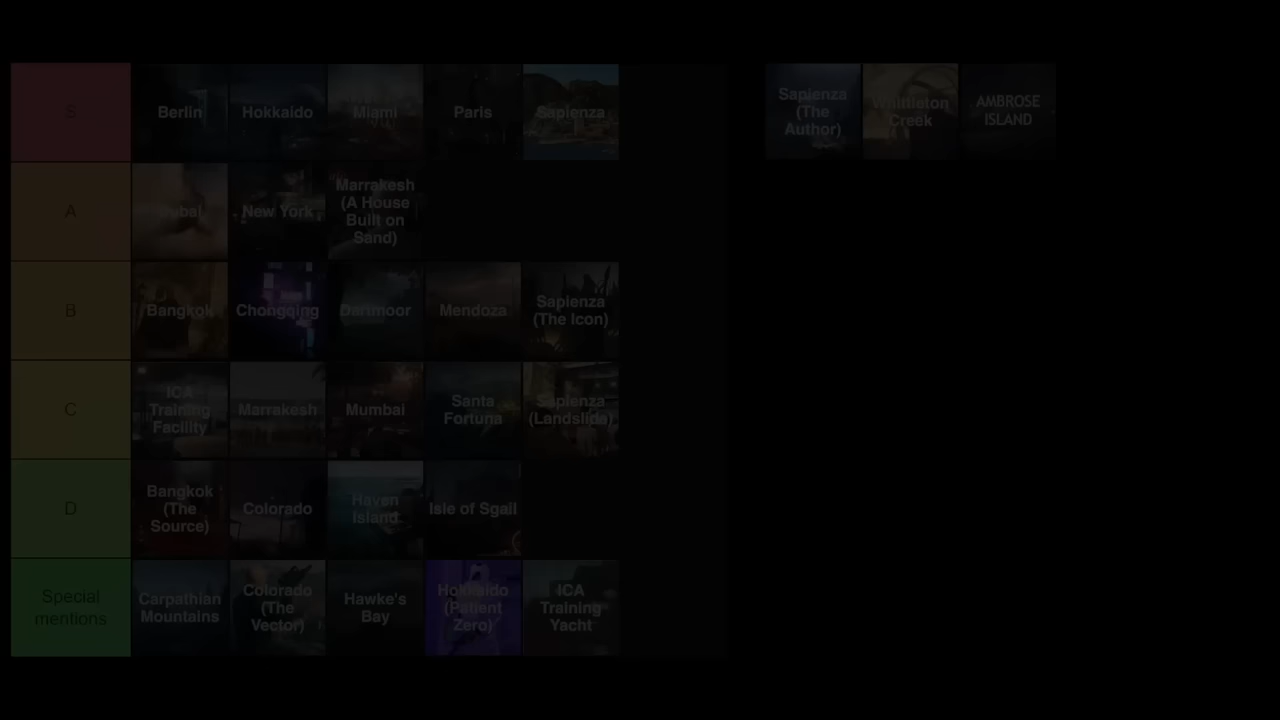 S
Berlin
Hokkaido
Miami
Paris
Sapienza
Sapienza
(The
Author)
Whittleton
Creek
AMBROSE
ISLAND
A
Dubai
New York
Marrakesh
(A House
Built on
Sand)
B
Bangkok
Chongqing
Dartmoor
Mendoza
Sapienza
(The Icon)
C
ICA
Training
Facility
Marrakesh
Mumbai
Santa
Fortuna
Sapienza
(Landslide)
D
Bangkok
(The
Source)
Colorado
Haven
Island
Isle of Sgail
Special
mentions
Carpathian
Mountains
Colorado
(The
Vector)
Hawke's
Bay
Hokkaido
(Patient
Zero)
ICA
Training
Yacht